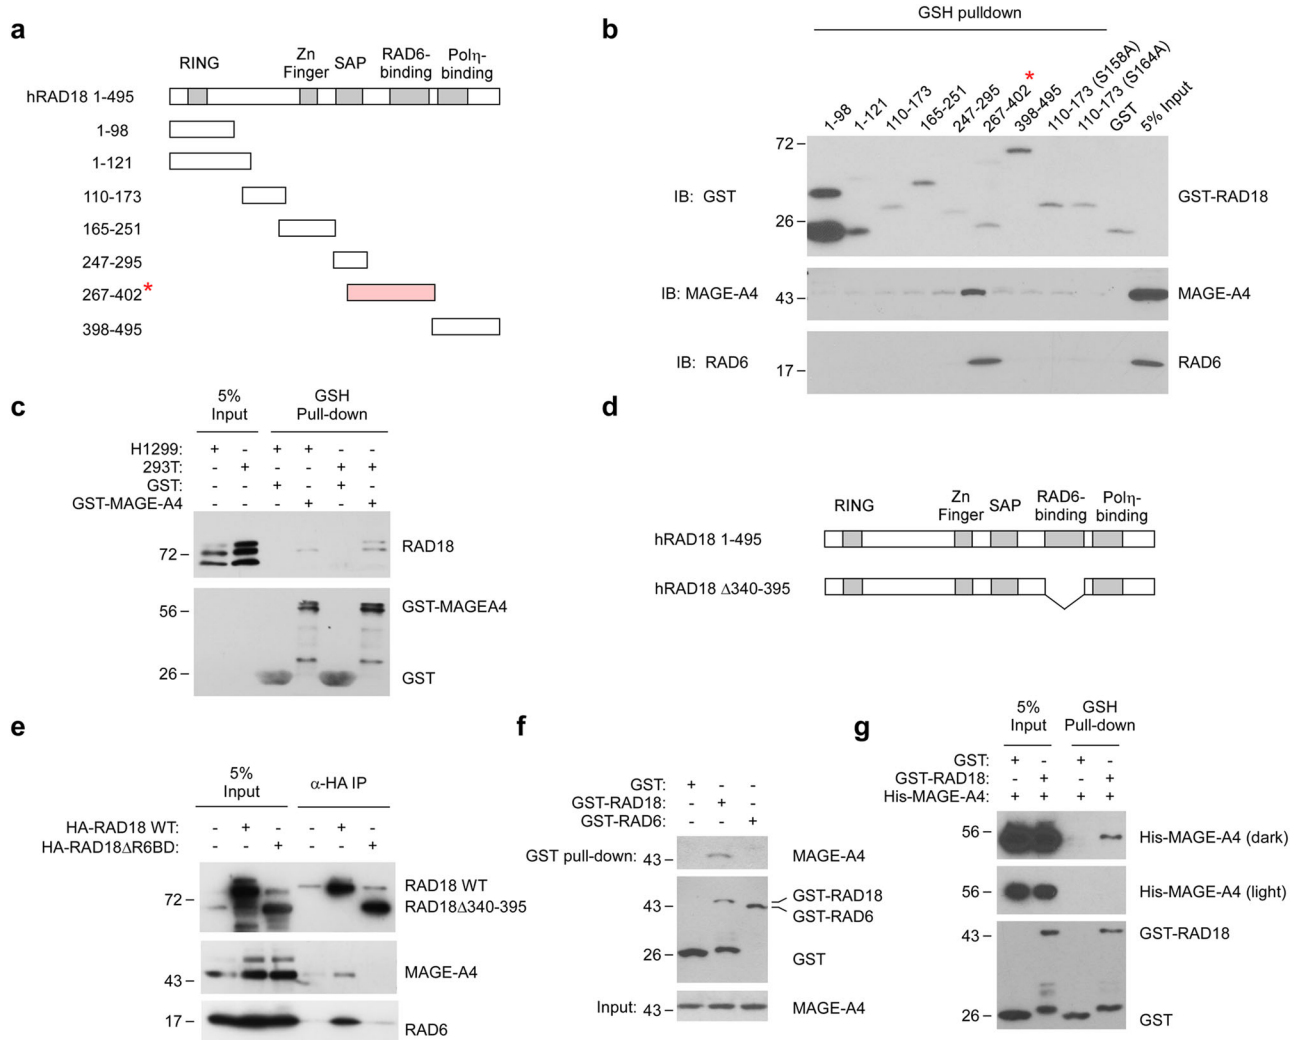 a
RING
Zn
Finger
SAP
RAD6-
binding
Polη-
binding
hRAD18 1-495
1-98
1-121
110-173
165-251
247-295
267-402*
398-495
b
GSH pulldown
1-98
1-121
110-173
165-251
247-295
267-402 *
398-495
110-173 (S158A)
110-173 (S164A)
GST
5% Input
IB: GST
72
26
GST-RAD18
IB: MAGE-A4
43
MAGE-A4
IB: RAD6
17
RAD6
c
5%
Input
GSH
Pull-down
H1299: + - + + - -
293T: - + - - + +
GST: - - + - + -
GST-MAGE-A4: - - - + - +
72
RAD18
56
GST-MAGEA4
26
GST
d
RING
Zn
Finger
SAP
RAD6-
binding
Polη-
binding
hRAD18 1-495
hRAD18 Δ340-395
e
5%
Input
α-HA IP
HA-RAD18 WT: - + - - + -
HA-RAD18ΔR6BD: - - + - - +
72
RAD18 WT
RAD18Δ340-395
43
MAGE-A4
17
RAD6
f
GST: + - -
GST-RAD18: - + -
GST-RAD6: - - +
GST pull-down: 43
MAGE-A4
43
GST-RAD18
GST-RAD6
26
GST
Input: 43
MAGE-A4
g
5%
Input
GSH
Pull-down
GST: + - + -
GST-RAD18: - + - +
His-MAGE-A4: + + + +
56
His-MAGE-A4 (dark)
56
His-MAGE-A4 (light)
43
GST-RAD18
26
GST